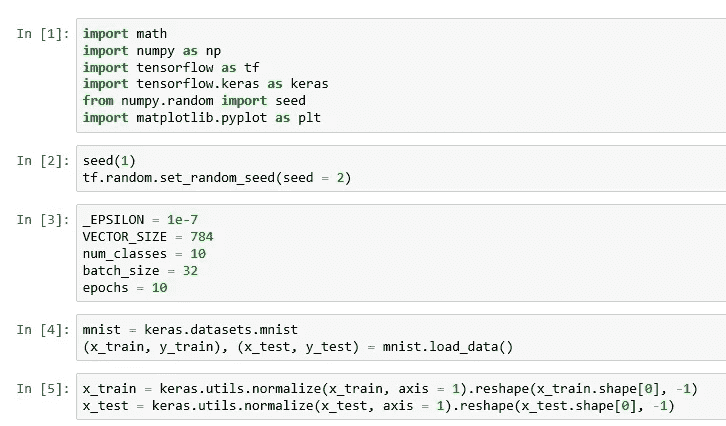 In [1]: import math
import numpy as np
import tensorflow as tf
import tensorflow.keras as keras
from numpy.random import seed
import matplotlib.pyplot as plt
In [2]: seed(1)
tf.random.set_random_seed(seed = 2)
In [3]: _EPSILON = 1e-7
VECTOR_SIZE = 784
num_classes = 10
batch_size = 32
epochs = 10
In [4]: mnist = keras.datasets.mnist
(x_train, y_train), (x_test, y_test) = mnist.load_data()
In [5]: x_train = keras.utils.normalize(x_train, axis = 1).reshape(x_train.shape[0], -1)
x_test = keras.utils.normalize(x_test, axis = 1).reshape(x_test.shape[0], -1)